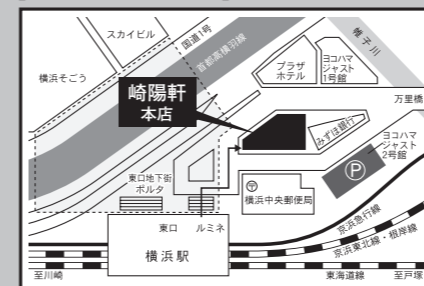 スカイビル
国道1号
首都高横羽線
帷子川
横浜そごう
プラザ
ホテル
ヨコハマ
ジャスト
1号館
万里橋
崎陽軒
本店
みずほ銀行
ヨコハマ
ジャスト
2号館
P
東口地下街
ポルタ
〒
横浜中央郵便局
東口
ルミネ
京浜急行線
京浜東北線・根岸線
横浜駅
至川崎
東海道線
至戸塚